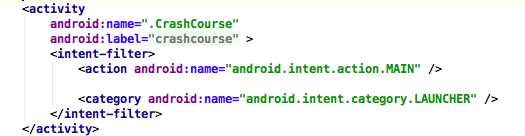 <activity
android:name=".CrashCourse"
android:label="crashcourse" >
<intent-filter>
<action android:name="android.intent.action.MAIN" />
<category android:name="android.intent.category.LAUNCHER" />
</intent-filter>
</activity>